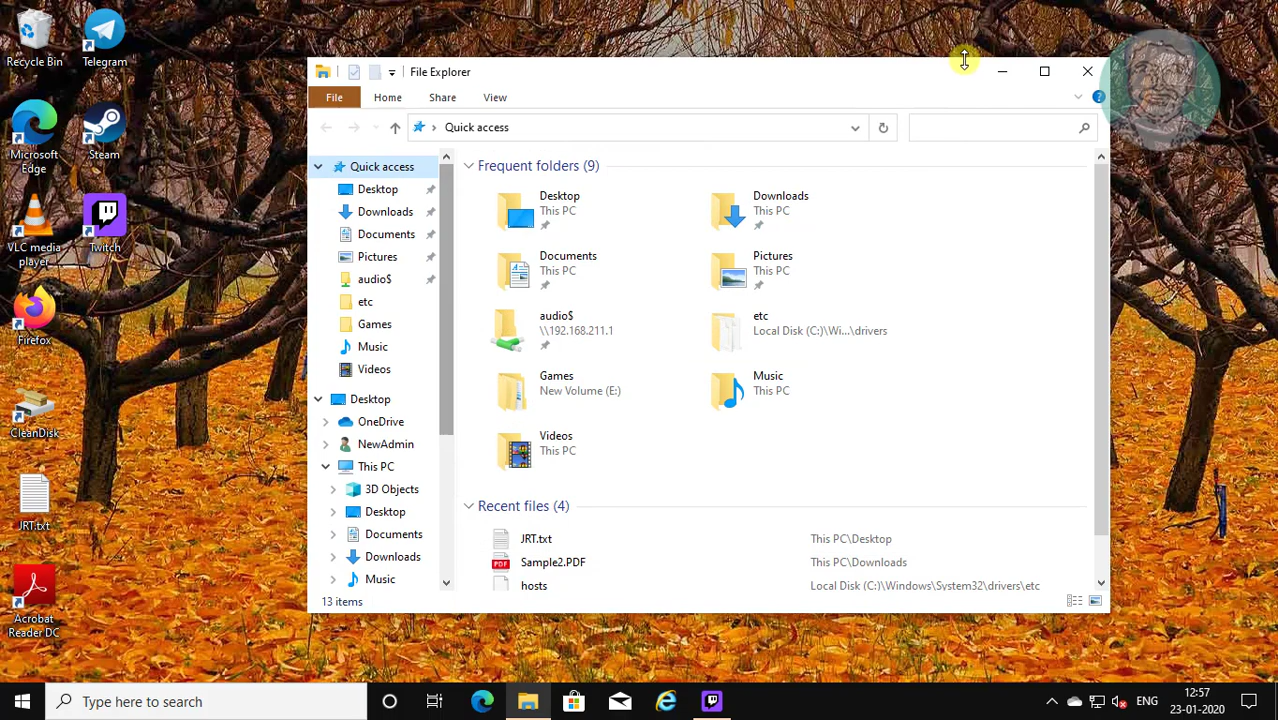 Recycle Bin
Telegram
Microsoft
Edge
Steam
VLC media
player
Twitch
Firefox
CleanDisk
JRT.txt
Acrobat
Reader DC
File Explorer
File
Home
Share
View
Quick access
Quick access
Desktop
Downloads
Documents
Pictures
audio$
etc
Games
Music
Videos
Desktop
OneDrive
NewAdmin
This PC
3D Objects
Desktop
Documents
Downloads
Music
Frequent folders (9)
Desktop
This PC
Downloads
This PC
Documents
This PC
Pictures
This PC
audio$
\\192.168.211.1
etc
Local Disk (C:)\Wi...\drivers
Games
New Volume (E:)
Music
This PC
Videos
This PC
Recent files (4)
JRT.txt This PC\Desktop
Sample2.PDF This PC\Downloads
hosts Local Disk (C:)\Windows\System32\drivers\etc
13 items
Type here to search
ENG
12:57
23-01-2020